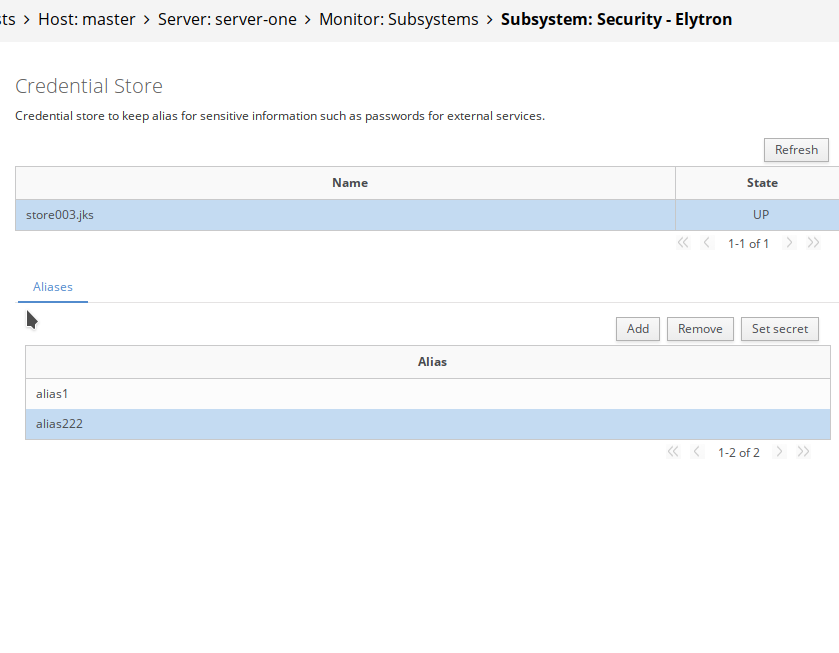 Host: master > Server: server-one > Monitor: Subsystems > Subsystem: Security - Elytron
Credential Store
Credential store to keep alias for sensitive information such as passwords for external services.
Refresh
Name State
store003.jks UP
1-1 of 1
Aliases
Add Remove Set secret
Alias
alias1
alias222
1-2 of 2